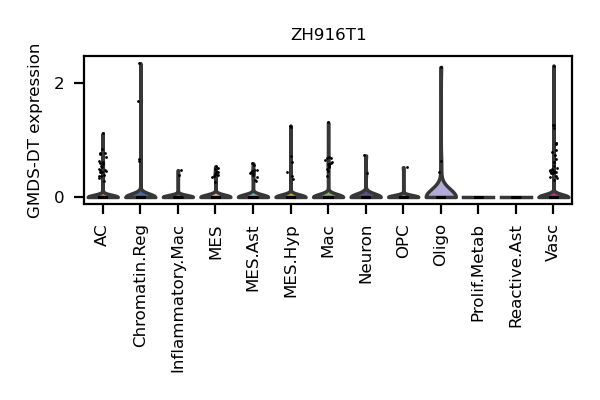 ZH916T1
GMDS-DT expression
2
0
AC
Chromatin.Reg
Inflammatory.Mac
MES
MES.Ast
MES.Hyp
Mac
Neuron
OPC
Oligo
Prolif.Metab
Reactive.Ast
Vasc